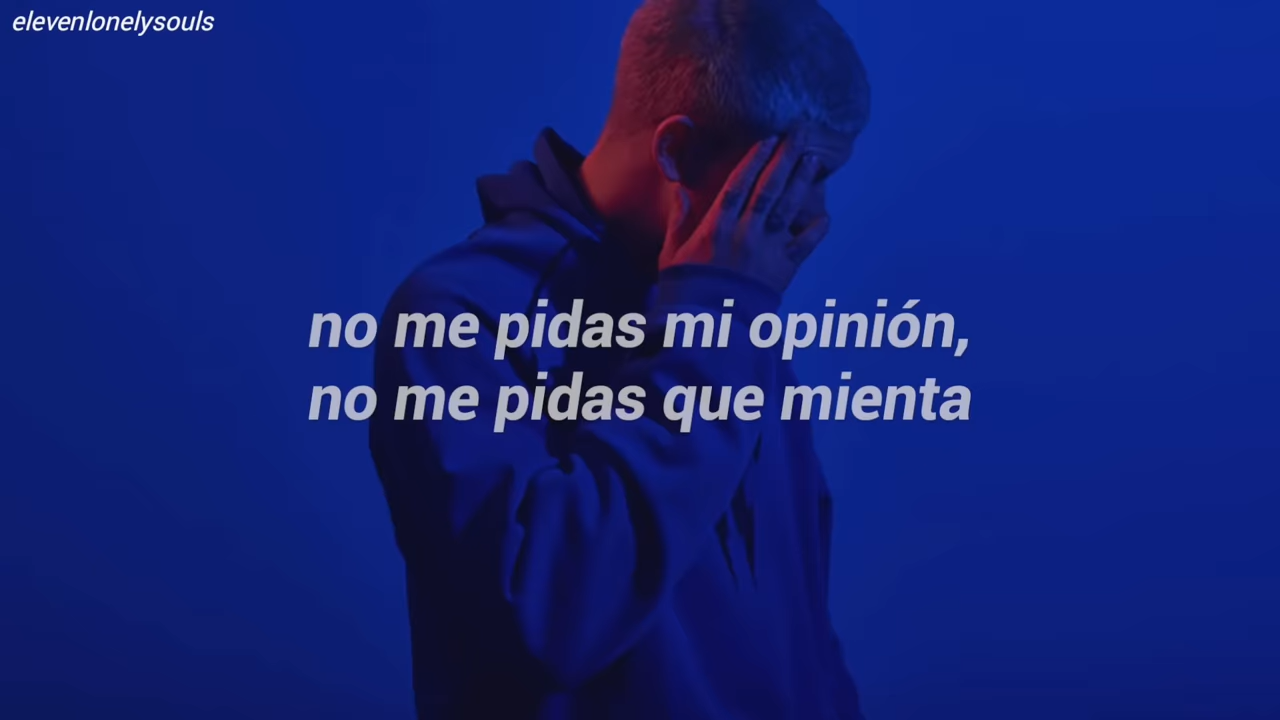 elevenlonelysouls
no me pidas mi opinión,
no me pidas que mienta